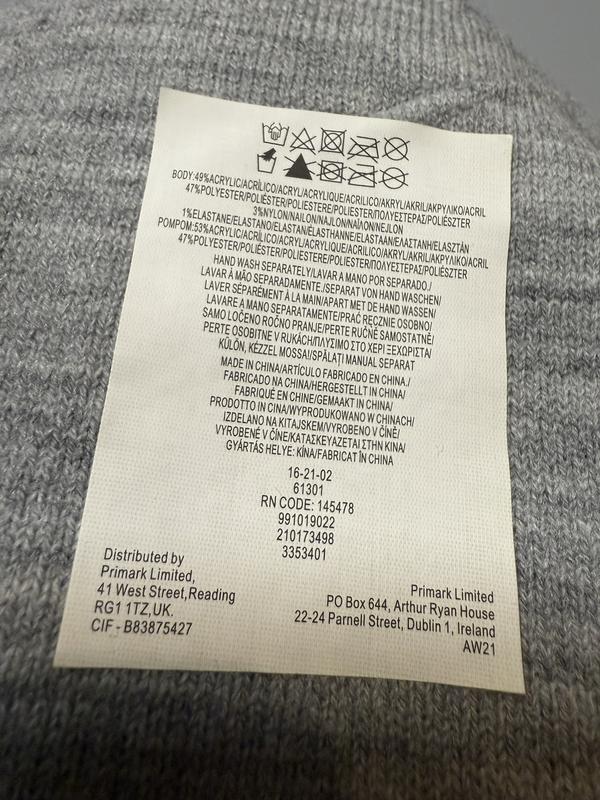 BODY:49%ACRYLIC/ACRÍLICO/ACRYL/ACRYLIQUE/ACRILICO/AKRYL/AKRIL/ΑΚΡΥΛΙΚΟ/ACRIL
47%POLYESTER/POLIÉSTER/POLIESTERE/POLIESTER/ΠΟΛΥΕΣΤΕΡΑΣ/POLIÉSZTER
3%NYLON/NAILON/NAJLON/NAÏLON/NEJLON
1%ELASTANE/ELASTANO/ELASTAN/ÉLASTHANNE/ELASTAAN/ΕΛΑΣΤΑΝΗ/ELASZTÁN
POMPOM:53%ACRYLIC/ACRÍLICO/ACRYL/ACRYLIQUE/ACRILICO/AKRYL/AKRIL/ΑΚΡΥΛΙΚΟ/ACRIL
47%POLYESTER/POLIÉSTER/POLIESTERE/POLIESTER/ΠΟΛΥΕΣΤΕΡΑΣ/POLIÉSZTER
HAND WASH SEPARATELY/LAVAR A MANO POR SEPARADO./
LAVAR À MÃO SEPARADAMENTE./SEPARAT VON HAND WASCHEN/
LAVER SÉPARÉMENT À LA MAIN/APART MET DE HAND WASSEN/
LAVARE A MANO SEPARATAMENTE/PRAĆ RĘCZNIE OSOBNO/
SAMO LOČENO ROČNO PRANJE/PERTE RUČNĚ SAMOSTATNĚ/
PERTE OSOBITNE V RUKÁCH/ΠΛΥΣΙΜΟ ΣΤΟ ΧΕΡΙ ΞΕΧΩΡΙΣΤΑ/
KÜLÖN, KÉZZEL MOSSA!/SPĂLAȚI MANUAL SEPARAT
MADE IN CHINA/ARTÍCULO FABRICADO EN CHINA./
FABRICADO NA CHINA/HERGESTELLT IN CHINA/
FABRIQUÉ EN CHINE/GEMAAKT IN CHINA/
PRODOTTO IN CINA/WYPRODUKOWANO W CHINACH/
IZDELANO NA KITAJSKEM/VYROBENO V ČÍNĚ/
VYROBENÉ V ČÍNE/ΚΑΤΑΣΚΕΥΑΖΕΤΑΙ ΣΤΗΝ ΚΙΝΑ/
GYÁRTÁS HELYE: KÍNA/FABRICAT ÎN CHINA
16-21-02
61301
RN CODE: 145478
991019022
210173498
3353401
Distributed by
Primark Limited,
41 West Street,Reading
RG1 1TZ,UK.
CIF - B83875427
Primark Limited
PO Box 644, Arthur Ryan House
22-24 Parnell Street, Dublin 1, Ireland
AW21